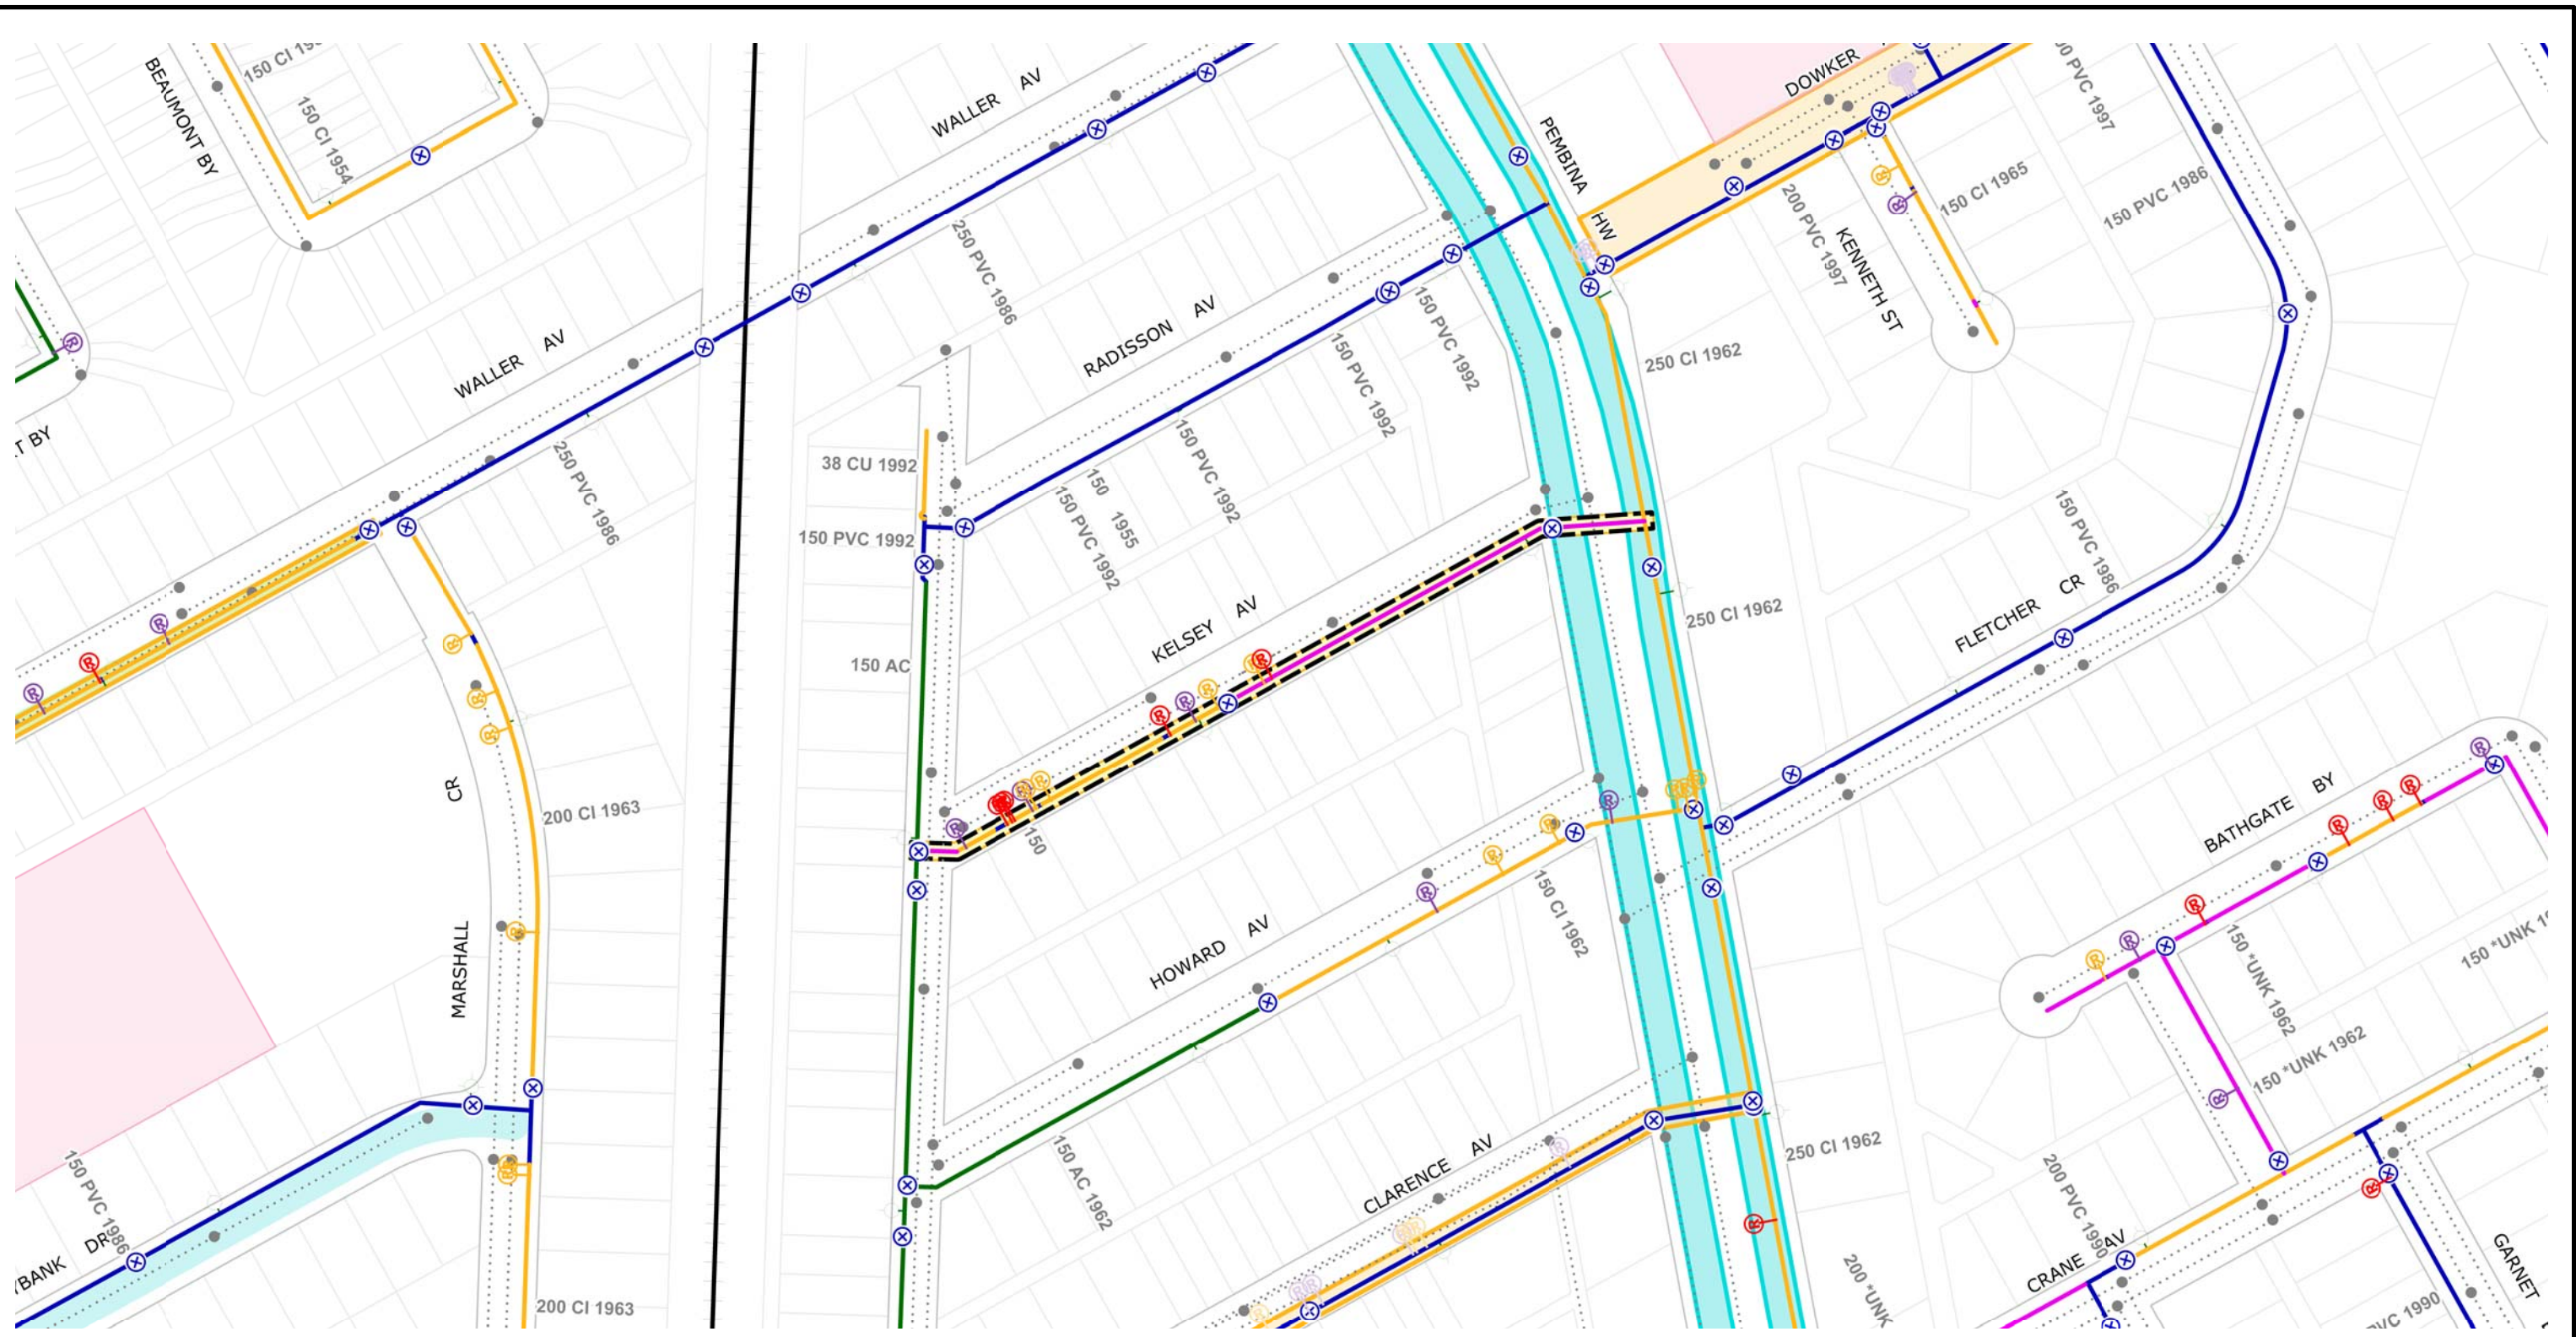 BEAUMONT BY
150 CI 1954
WALLER AV
PEMBINA
HW
DOWKER
200 PVC 1997
KENNETH ST
150 CI 1965
150 PVC 1986
250 PVC 1986
RADISSON AV
150 PVC 1992
150 PVC 1992
250 CI 1962
WALLER AV
T BY
250 PVC 1986
38 CU 1992
150 PVC 1992
150 PVC 1992
150 1955
150 PVC 1992
150 AC
KELSEY AV
250 CI 1962
150 PVC 1986
FLETCHER CR
CR
MARSHALL
200 CI 1963
150
HOWARD AV
150 CI 1962
BATHGATE BY
150 *UNK 1962
150 *UNK 1962
150 *UNK
150 PVC 1986
BANK DR
150 AC 1962
CLARENCE AV
250 CI 1962
200 PVC 1990
200 *UNK
CRANE AV
GARNET
PVC 1990
200 CI 1963